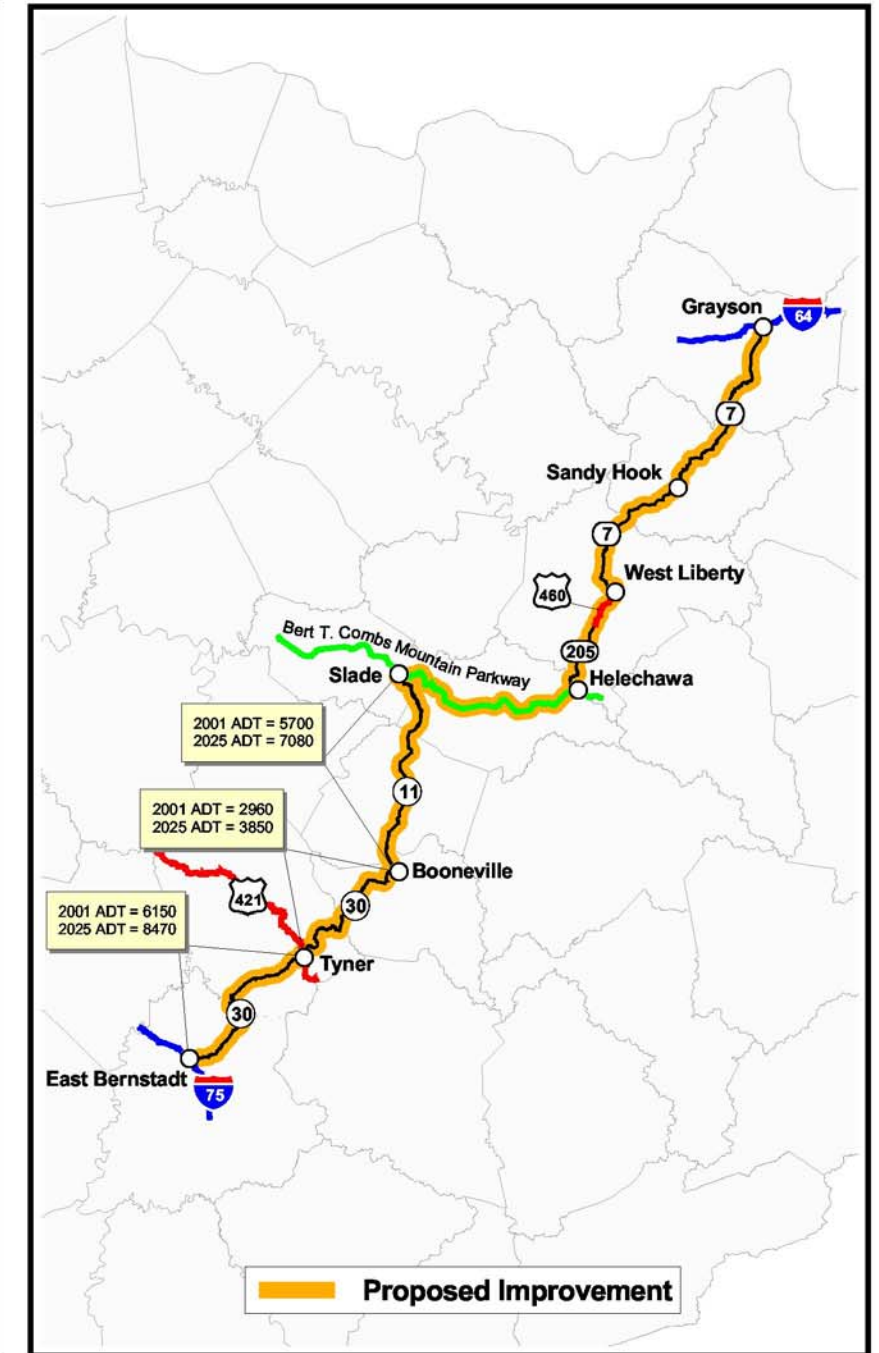 Grayson
64
7
Sandy Hook
7
West Liberty
460
Bert T. Combs Mountain Parkway
205
Slade
Helechawa
2001 ADT = 5700
2025 ADT = 7080
11
2001 ADT = 2960
2025 ADT = 3850
Booneville
421
30
2001 ADT = 6150
2025 ADT = 8470
Tyner
30
East Bernstadt
75
Proposed Improvement